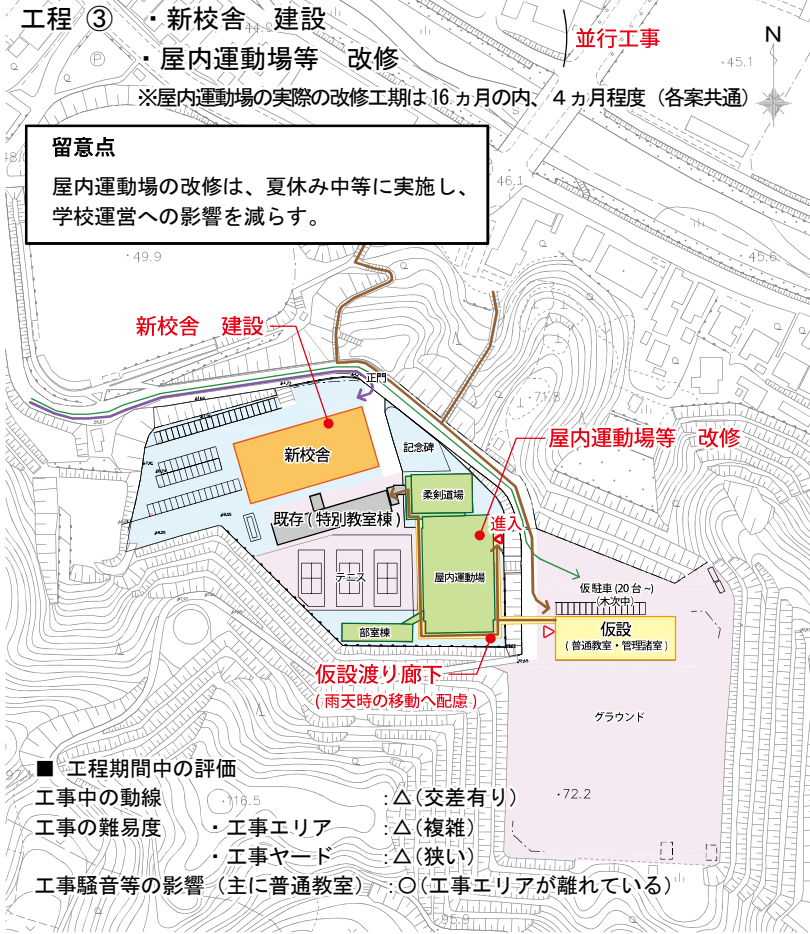 工程 ③ ・新校舎 建設
・屋内運動場等 改修
並行工事
N
※屋内運動場の実際の改修工期は16ヵ月の内、4ヵ月程度（各案共通）
留意点
屋内運動場の改修は、夏休み中等に実施し、
学校運営への影響を減らす。
・45.1
46.1
・49.9
・45.6
新校舎 建設
正門
・71.8
新校舎
記念碑
屋内運動場等 改修
柔剣道場
既存(特別教室棟)
進入
テニス
屋内運動場
仮駐車(20台~)
(木次中)
部室棟
仮設
(普通教室・管理諸室)
仮設渡り廊下
(雨天時の移動へ配慮)
グラウンド
■ 工程期間中の評価
工事中の動線 :△(交差有り)
・116.5
・72.2
工事の難易度 ・工事エリア :△(複雑)
・工事ヤード :△(狭い)
工事騒音等の影響（主に普通教室）:○(工事エリアが離れている)
・95.9